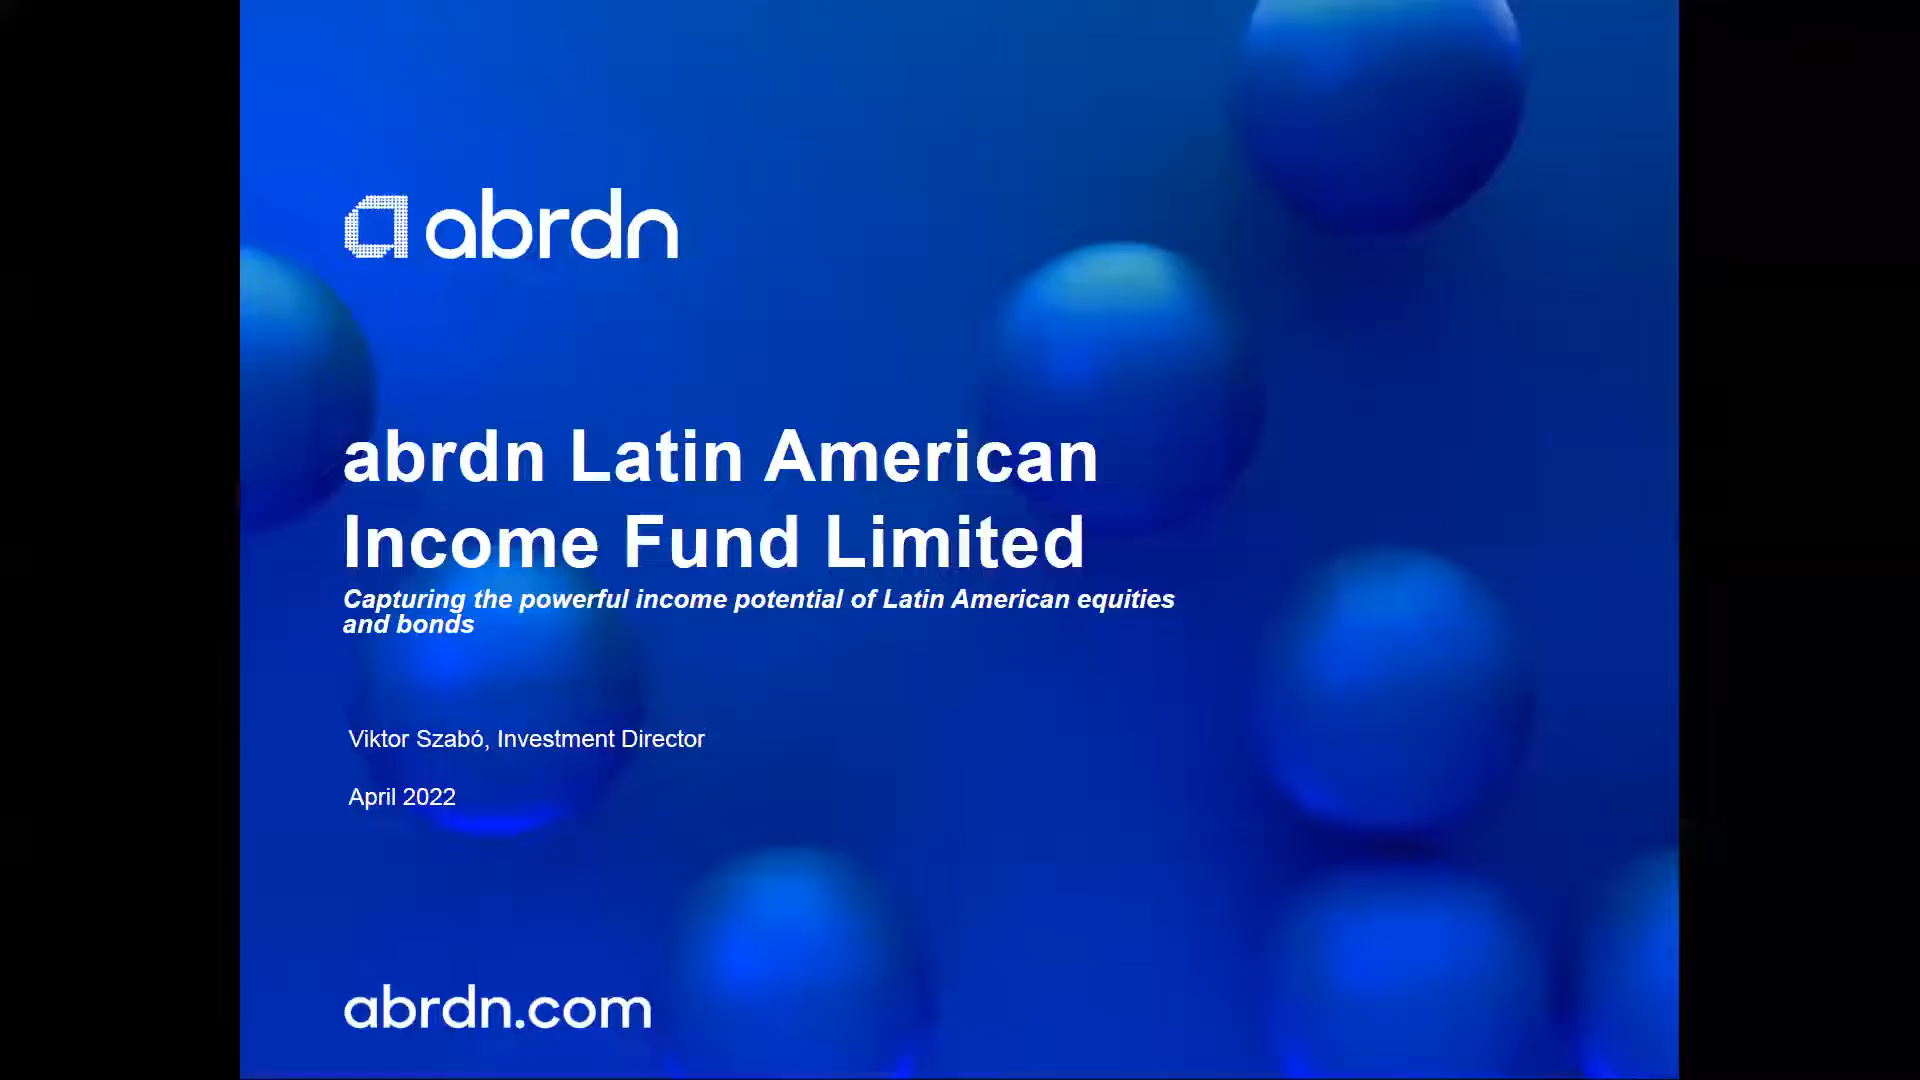 abrdn
abrdn Latin American
Income Fund Limited
Capturing the powerful income potential of Latin American equities
and bonds
Viktor Szabó, Investment Director
April 2022
abrdn.com